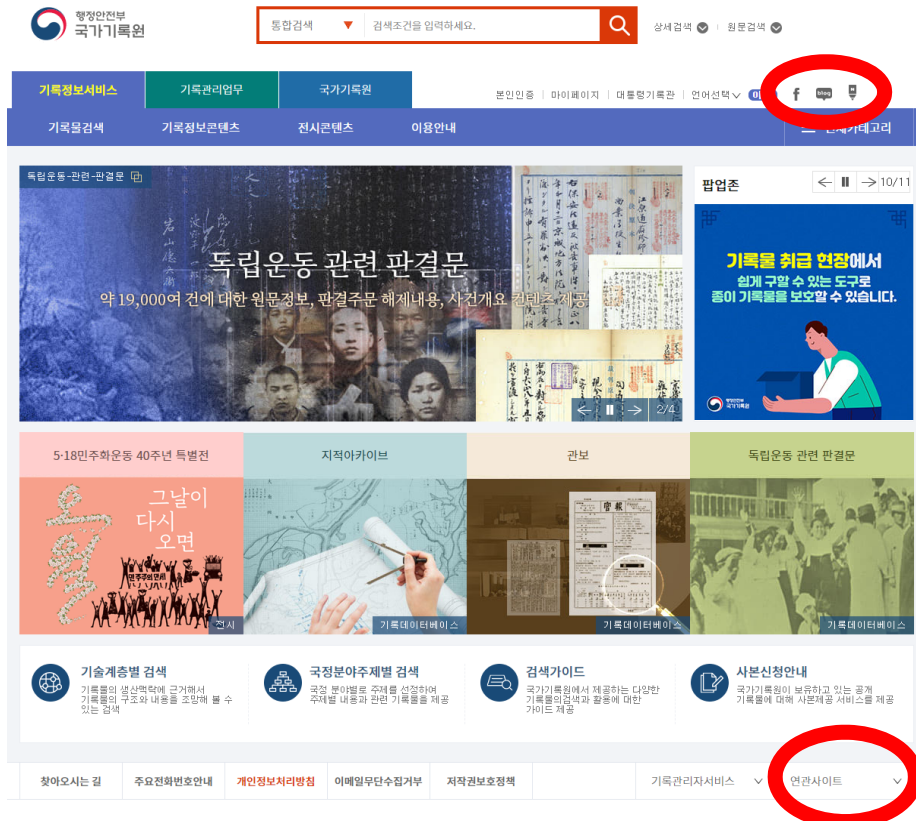 행정안전부
국가기록원
통합검색 ▼ 검색조건을 입력하세요.
상세검색 원문검색
기록정보서비스 기록관리업무 국가기록원
본인인증 마이페이지 대통령기록관 언어선택
f blog
기록물검색 기록정보콘텐츠 전시콘텐츠 이용안내
독립운동-관련-판결문
독립운동 관련 판결문
약 19,000여 건에 대한 원문정보, 판결주문 해제내용, 사건개요 컨텐츠 제공
2/4
팝업존 10/11
기록물 취급 현장에서
쉽게 구할 수 있는 도구로
종이 기록물을 보호할 수 있습니다.
행정안전부
국가기록원
5·18민주화운동 40주년 특별전
그날이
다시
오면
전시
지적아카이브
기록데이터베이스
관보
官報
기록데이터베이스
독립운동 관련 판결문
기록데이터베이스
기술계층별 검색
기록물의 생산맥락에 근거해서
기록물의 구조와 내용을 조망해 볼 수
있는 검색
국정분야주제별 검색
국정 분야별로 주제를 선정하여
주제별 내용과 관련 기록물을 제공
검색가이드
국가기록원에서 제공하는 다양한
기록물의검색과 활용에 대한
가이드 제공
사본신청안내
국가기록원이 보유하고 있는 공개
기록물에 대해 사본제공 서비스를 제공
찾아오시는 길 주요전화번호안내 개인정보처리방침 이메일무단수집거부 저작권보호정책 기록관리자서비스 연관사이트